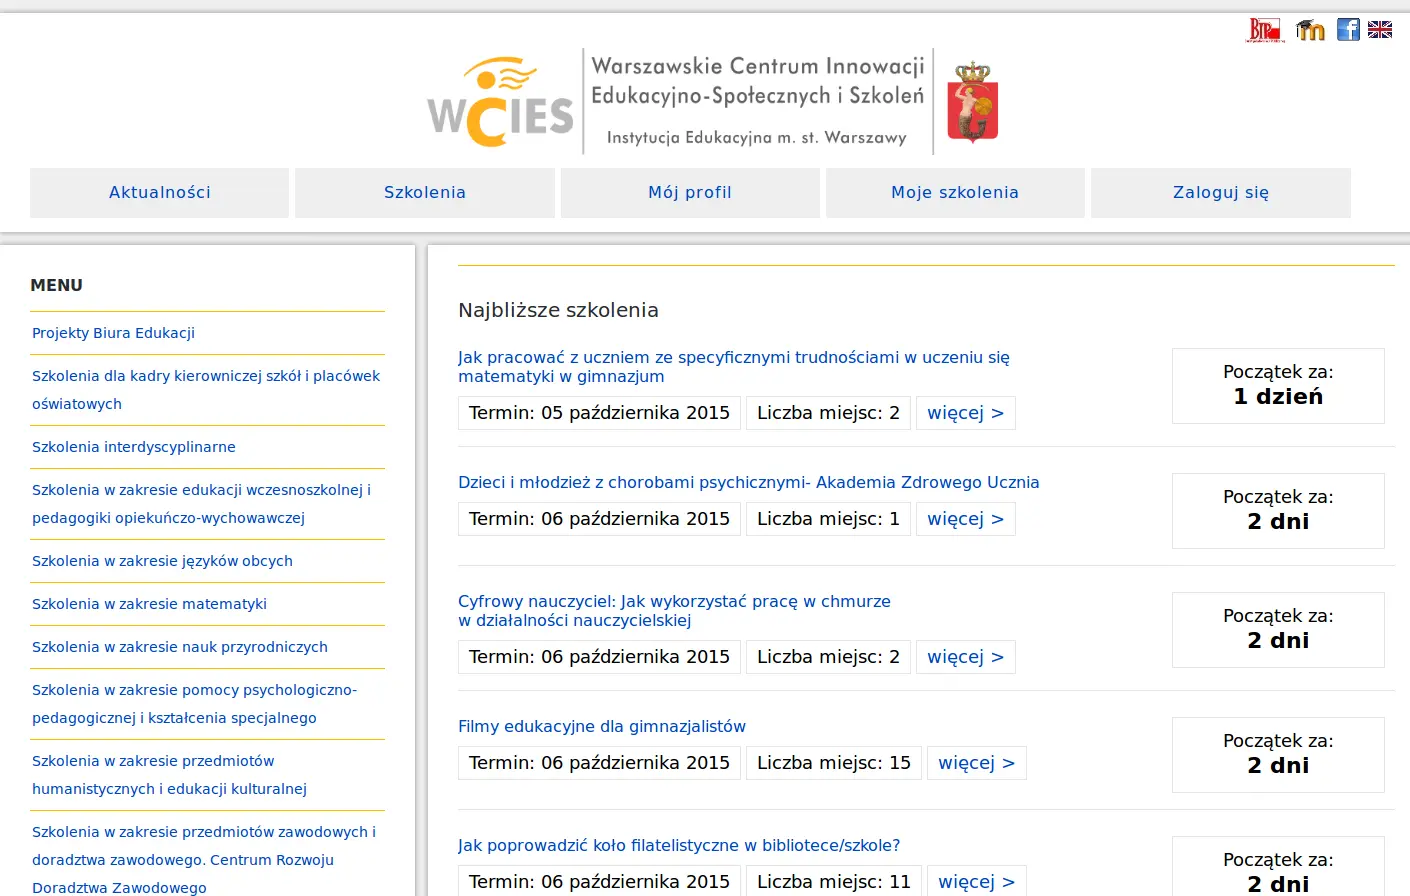 BIP
m
f
WCIES
Warszawskie Centrum Innowacji
Edukacyjno-Społecznych i Szkoleń
Instytucja Edukacyjna m. st. Warszawy
Aktualności
Szkolenia
Mój profil
Moje szkolenia
Zaloguj się
MENU
Projekty Biura Edukacji
Szkolenia dla kadry kierowniczej szkół i placówek
oświatowych
Szkolenia interdyscyplinarne
Szkolenia w zakresie edukacji wczesnoszkolnej i
pedagogiki opiekuńczo-wychowawczej
Szkolenia w zakresie języków obcych
Szkolenia w zakresie matematyki
Szkolenia w zakresie nauk przyrodniczych
Szkolenia w zakresie pomocy psychologiczno-
pedagogicznej i kształcenia specjalnego
Szkolenia w zakresie przedmiotów
humanistycznych i edukacji kulturalnej
Szkolenia w zakresie przedmiotów zawodowych i
doradztwa zawodowego. Centrum Rozwoju
Doradztwa Zawodowego
Najbliższe szkolenia
Jak pracować z uczniem ze specyficznymi trudnościami w uczeniu się
matematyki w gimnazjum
Termin: 05 października 2015
Liczba miejsc: 2
więcej >
Początek za:
1 dzień
Dzieci i młodzież z chorobami psychicznymi- Akademia Zdrowego Ucznia
Termin: 06 października 2015
Liczba miejsc: 1
więcej >
Początek za:
2 dni
Cyfrowy nauczyciel: Jak wykorzystać pracę w chmurze
w działalności nauczycielskiej
Termin: 06 października 2015
Liczba miejsc: 2
więcej >
Początek za:
2 dni
Filmy edukacyjne dla gimnazjalistów
Termin: 06 października 2015
Liczba miejsc: 15
więcej >
Początek za:
2 dni
Jak poprowadzić koło filatelistyczne w bibliotece/szkole?
Termin: 06 października 2015
Liczba miejsc: 11
więcej >
Początek za:
2 dni